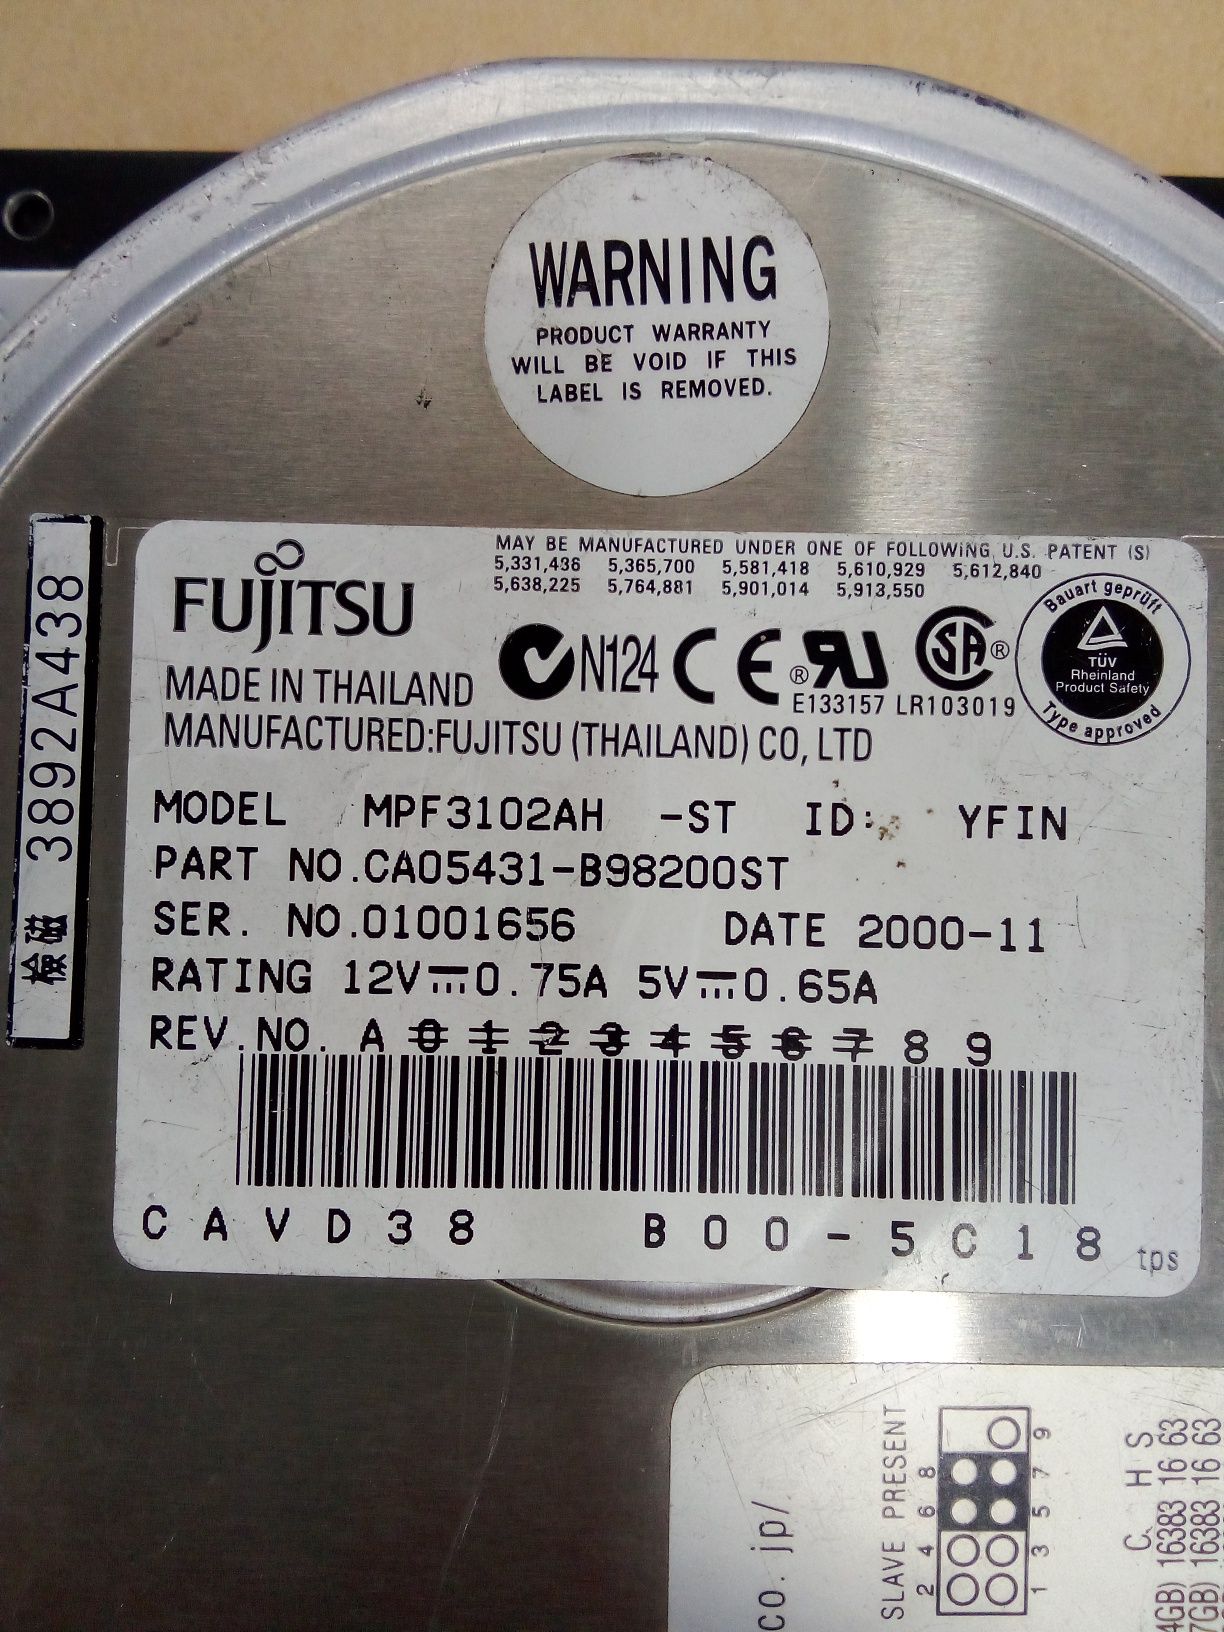 WARNING
PRODUCT WARRANTY
WILL BE VOID IF THIS
LABEL IS REMOVED.
3892A438
FUJITSU
MAY BE MANUFACTURED UNDER ONE OF FOLLOWING U.S. PATENT (S)
5,331,436 5,365,700 5,581,418 5,610,929 5,612,840
5,638,225 5,764,881 5,901,014 5,913,550
N124 CE ® RU SA ®
E133157 LR103019
Bauart geprüft
TÜV
Rheinland
Product Safety
Type approved
MADE IN THAILAND
MANUFACTURED:FUJITSU (THAILAND) CO, LTD
MODEL MPF3102AH -ST ID: YFIN
PART NO.CA05431-B98200ST
SER. NO.01001656 DATE 2000-11
RATING 12V⎓0.75A 5V⎓0.65A
REV.NO. A 0 1 2 3 4 5 6 7 8 9
CAVD38 B00-5C18 tps
co.jp/
SLAVE PRESENT
2 4 6 8
1 3 5 7 9
C H S
4GB) 16383 16 63
7GB) 16383 16 63